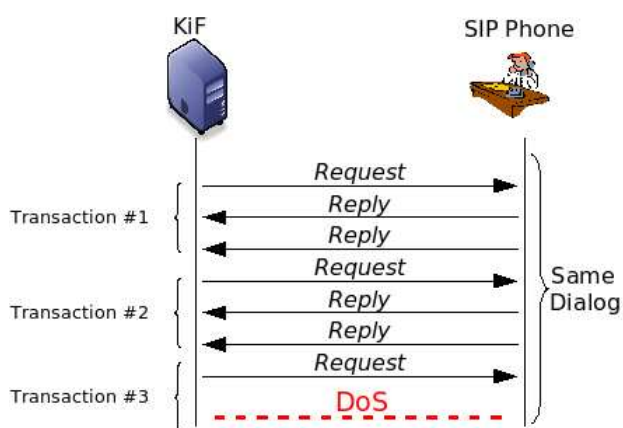 KiF
SIP Phone
Request
Reply
Transaction #1
Reply
Request
Same
Dialog
Reply
Transaction #2
Reply
Request
Transaction #3
DoS